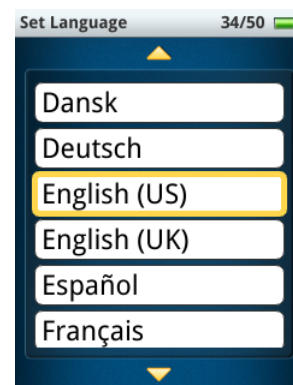 Set Language 34/50
Dansk
Deutsch
English (US)
English (UK)
Español
Français